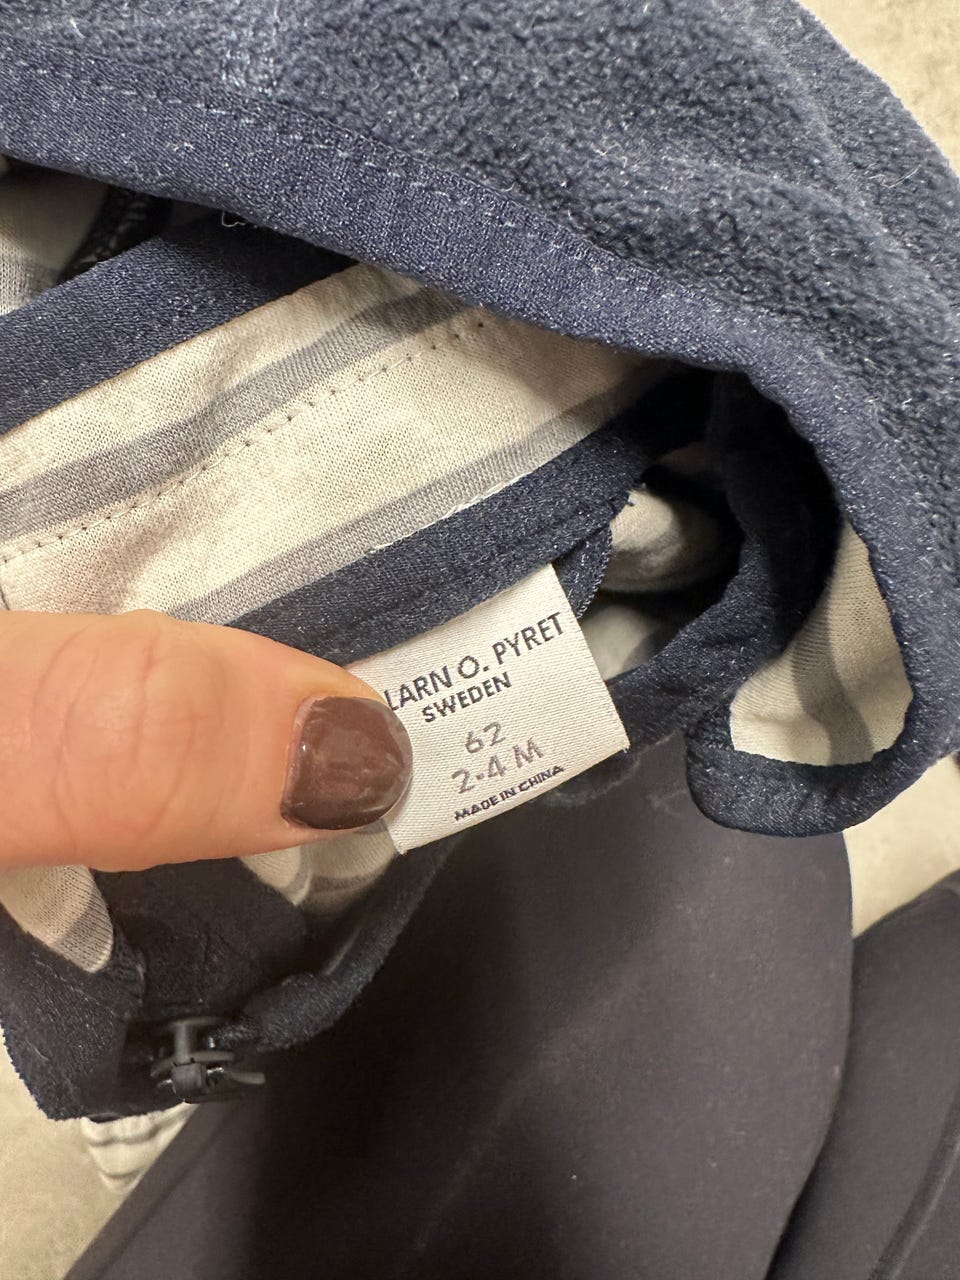 LARN O. PYRET
SWEDEN
62
2-4 M
MADE IN CHINA